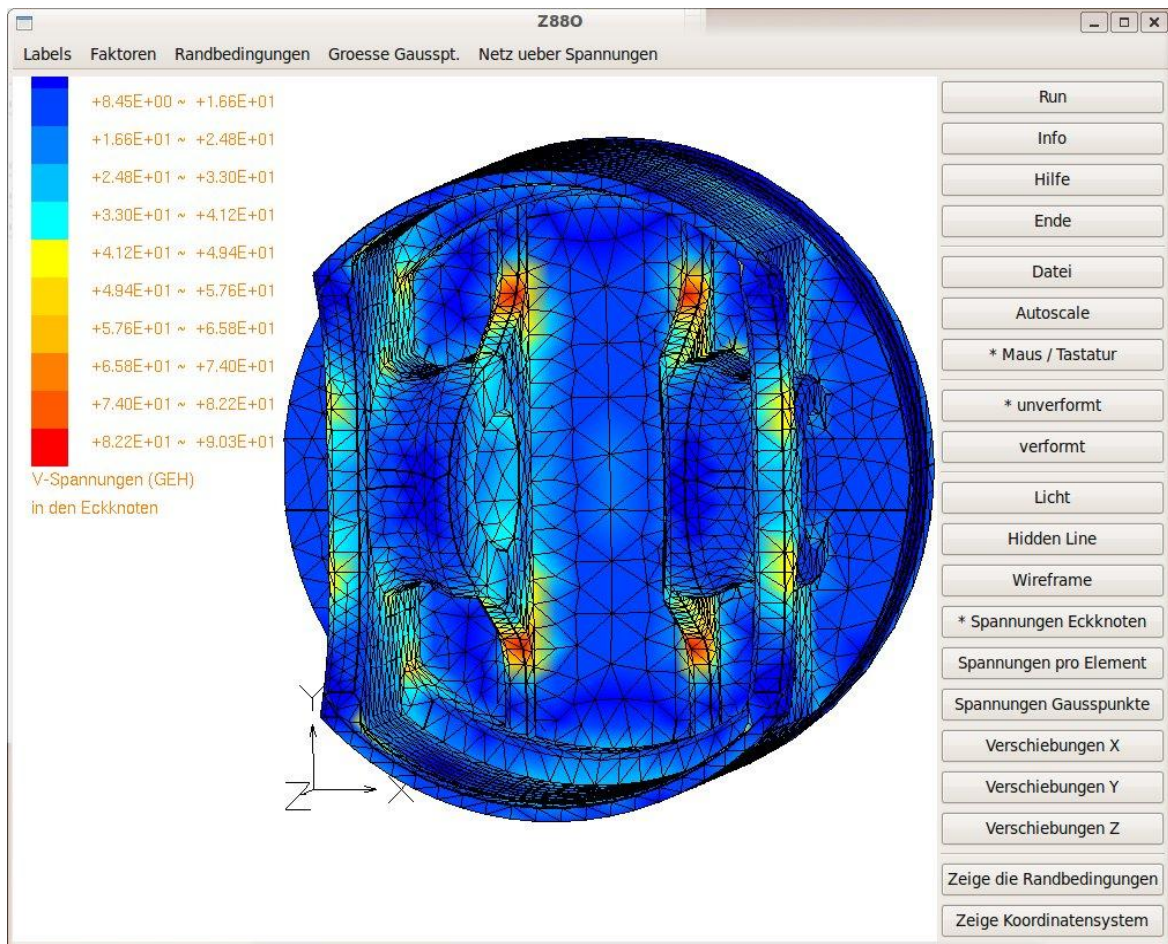 Z88O
Labels Faktoren Randbedingungen Groesse Gausspt. Netz ueber Spannungen
+8.45E+00 ~ +1.66E+01
+1.66E+01 ~ +2.48E+01
+2.48E+01 ~ +3.30E+01
+3.30E+01 ~ +4.12E+01
+4.12E+01 ~ +4.94E+01
+4.94E+01 ~ +5.76E+01
+5.76E+01 ~ +6.58E+01
+6.58E+01 ~ +7.40E+01
+7.40E+01 ~ +8.22E+01
+8.22E+01 ~ +9.03E+01
V-Spannungen (GEH)
in den Eckknoten
Y
Z
X
Run
Info
Hilfe
Ende
Datei
Autoscale
* Maus / Tastatur
* unverformt
verformt
Licht
Hidden Line
Wireframe
* Spannungen Eckknoten
Spannungen pro Element
Spannungen Gausspunkte
Verschiebungen X
Verschiebungen Y
Verschiebungen Z
Zeige die Randbedingungen
Zeige Koordinatensystem